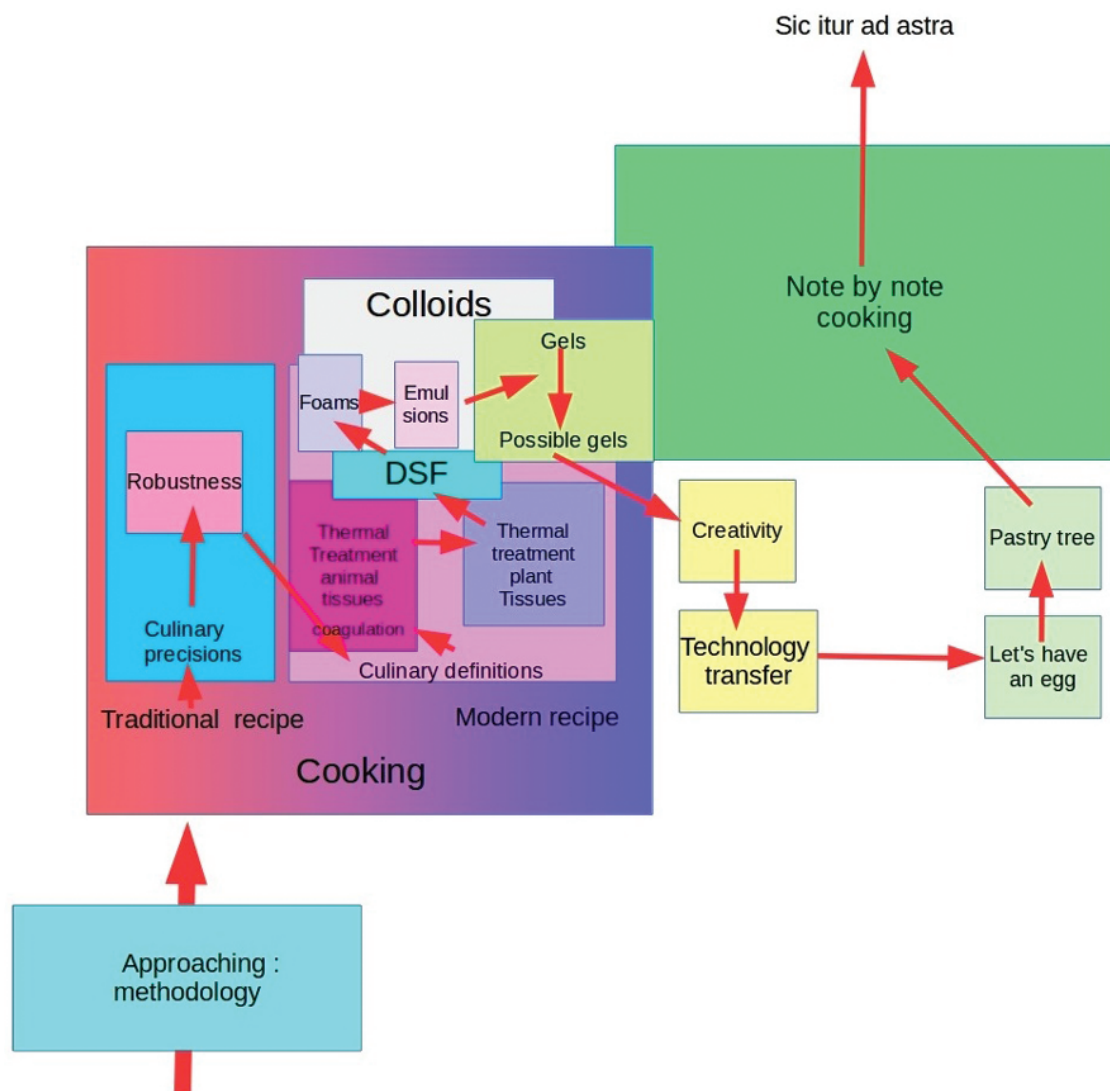 Sic itur ad astra
Note by note
cooking
Colloids
Gels
Foams
Emul
sions
Possible gels
DSF
Robustness
Creativity
Pastry tree
Thermal
Treatment
animal
tissues
coagulation
Thermal
treatment
plant
Tissues
Culinary
precisions
Culinary definitions
Technology
transfer
Let's have
an egg
Traditional recipe
Modern recipe
Cooking
Approaching :
methodology